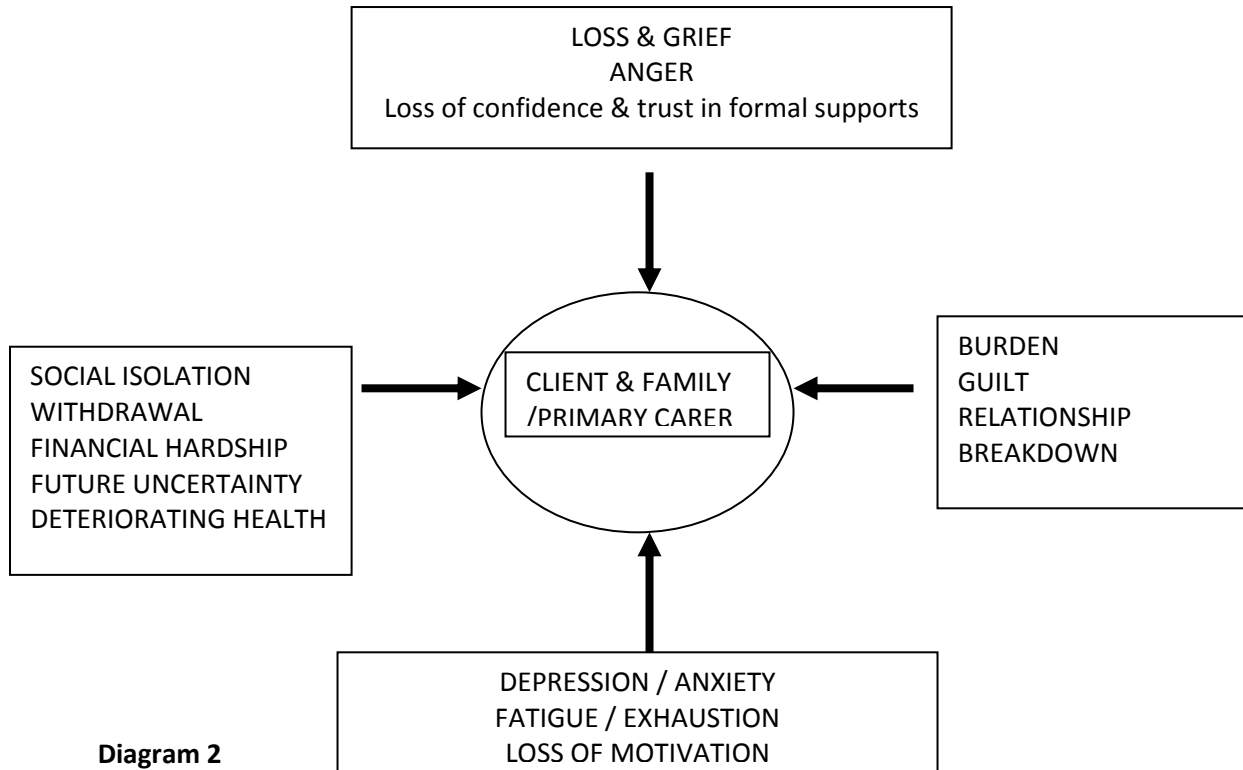 LOSS & GRIEF
ANGER
Loss of confidence & trust in formal supports
SOCIAL ISOLATION
WITHDRAWAL
FINANCIAL HARDSHIP
FUTURE UNCERTAINTY
DETERIORATING HEALTH
CLIENT & FAMILY
/PRIMARY CARER
BURDEN
GUILT
RELATIONSHIP
BREAKDOWN
DEPRESSION / ANXIETY
FATIGUE / EXHAUSTION
LOSS OF MOTIVATION
Diagram 2